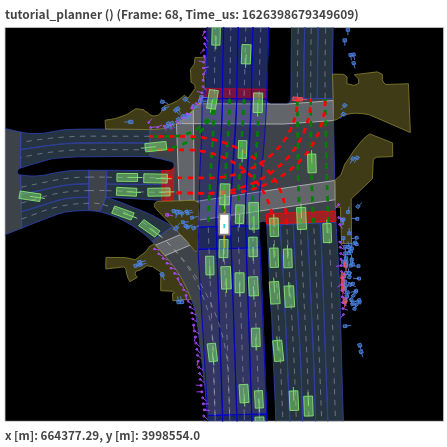 tutorial_planner () (Frame: 68, Time_us: 1626398679349609)
x [m]: 664377.29, y [m]: 3998554.0